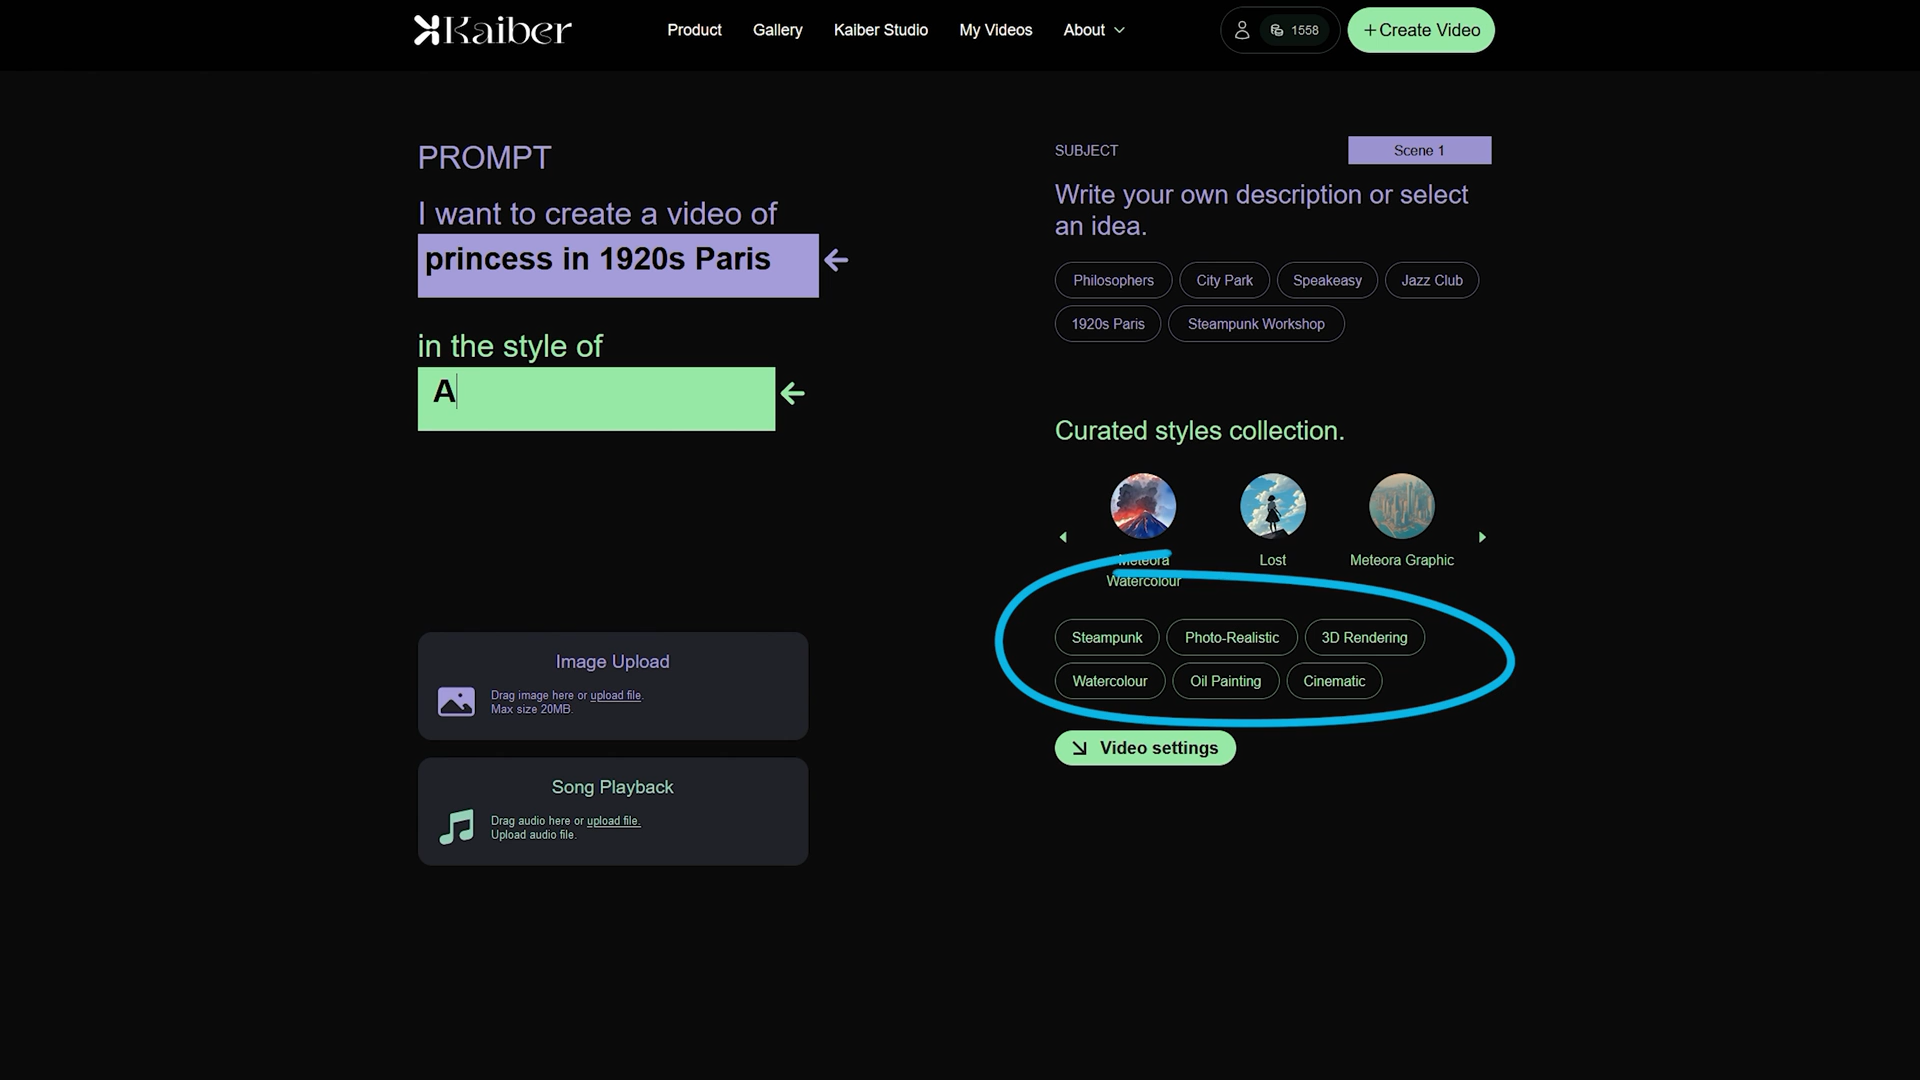 Kaiber
Product Gallery Kaiber Studio My Videos About
1558
+Create Video
PROMPT
I want to create a video of
princess in 1920s Paris
in the style of
A
Image Upload
Drag image here or upload file.
Max size 20MB.
Song Playback
Drag audio here or upload file.
Upload audio file.
SUBJECT
Scene 1
Write your own description or select
an idea.
Philosophers City Park Speakeasy Jazz Club
1920s Paris Steampunk Workshop
Curated styles collection.
Meteora
Watercolour
Lost
Meteora Graphic
Steampunk Photo-Realistic 3D Rendering
Watercolour Oil Painting Cinematic
Video settings